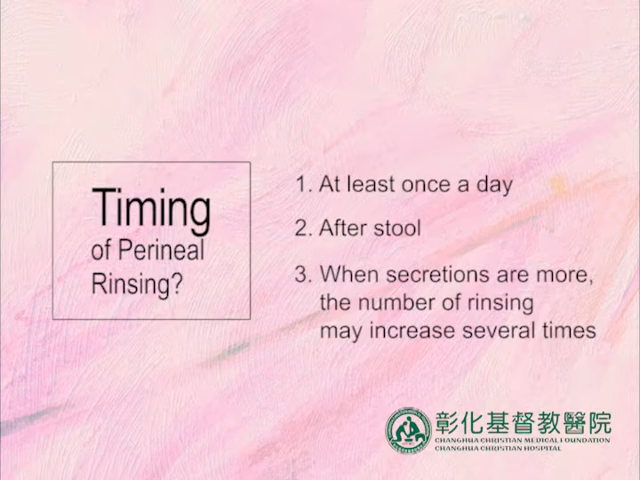 Timing
of Perineal
Rinsing?
1. At least once a day
2. After stool
3. When secretions are more,
the number of rinsing
may increase several times
彰化基督教醫院
CHANGHUA CHRISTIAN MEDICAL FOUNDATION
CHANGHUA CHRISTIAN HOSPITAL